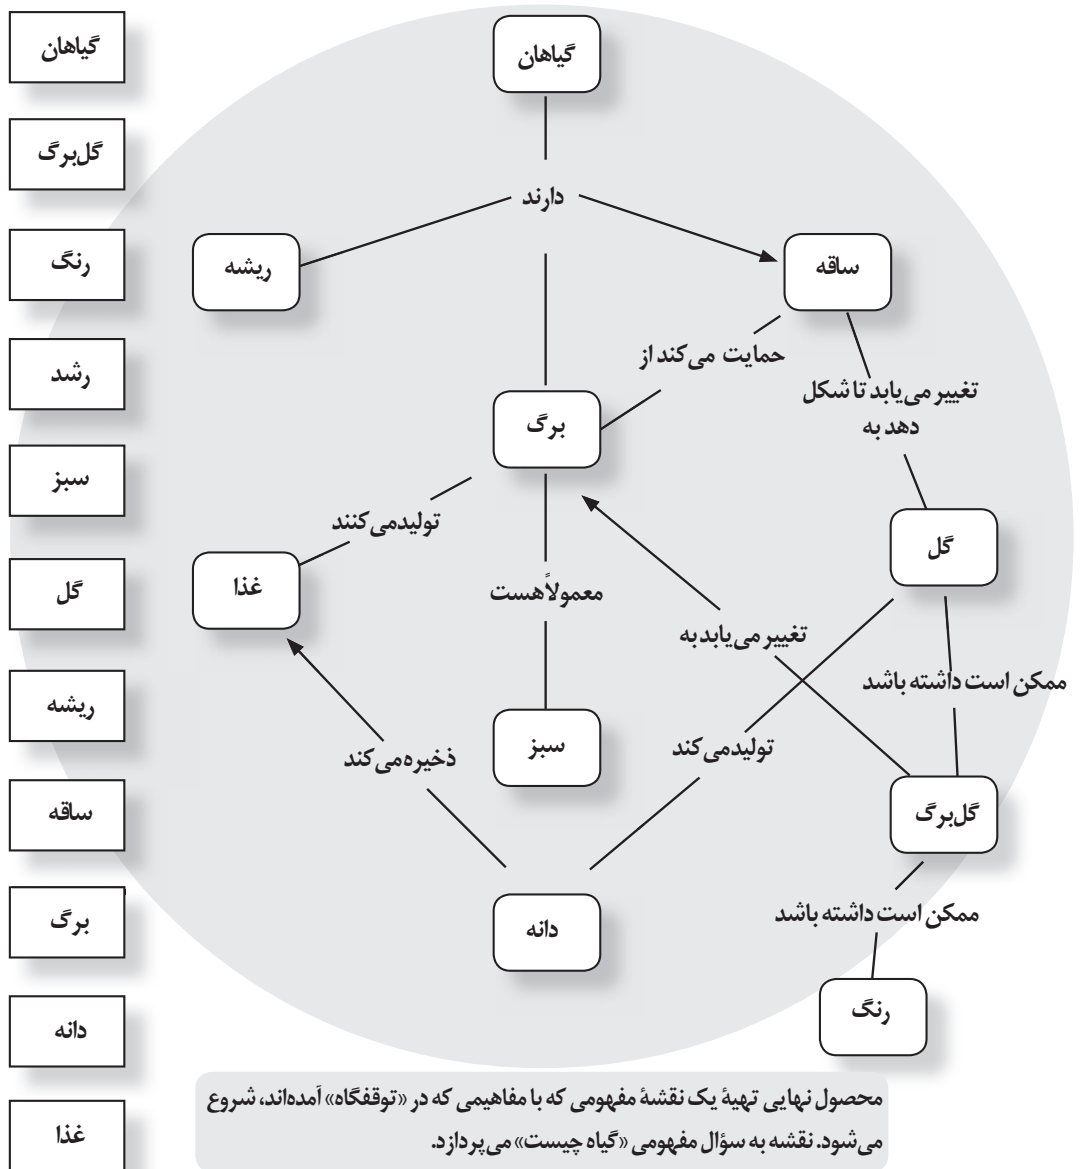 گیاهان
گل‌برگ
رنگ
رشد
سبز
گل
ریشه
ساقه
برگ
دانه
غذا
گیاهان
دارند
ریشه
ساقه
حمایت می‌کند از
تغییر می‌یابد تا شکل
دهد به
برگ
تولید می‌کنند
گل
غذا
معمولاً هست
تغییر می‌یابد به
ممکن است داشته باشد
سبز
تولید می‌کند
ذخیره می‌کند
گل‌برگ
ممکن است داشته باشد
دانه
رنگ
محصول نهایی تهیهٔ یک نقشهٔ مفهومی که با مفاهیمی که در «توقفگاه» آمده‌اند، شروع
می‌شود. نقشه به سؤال مفهومی «گیاه چیست» می‌پردازد.